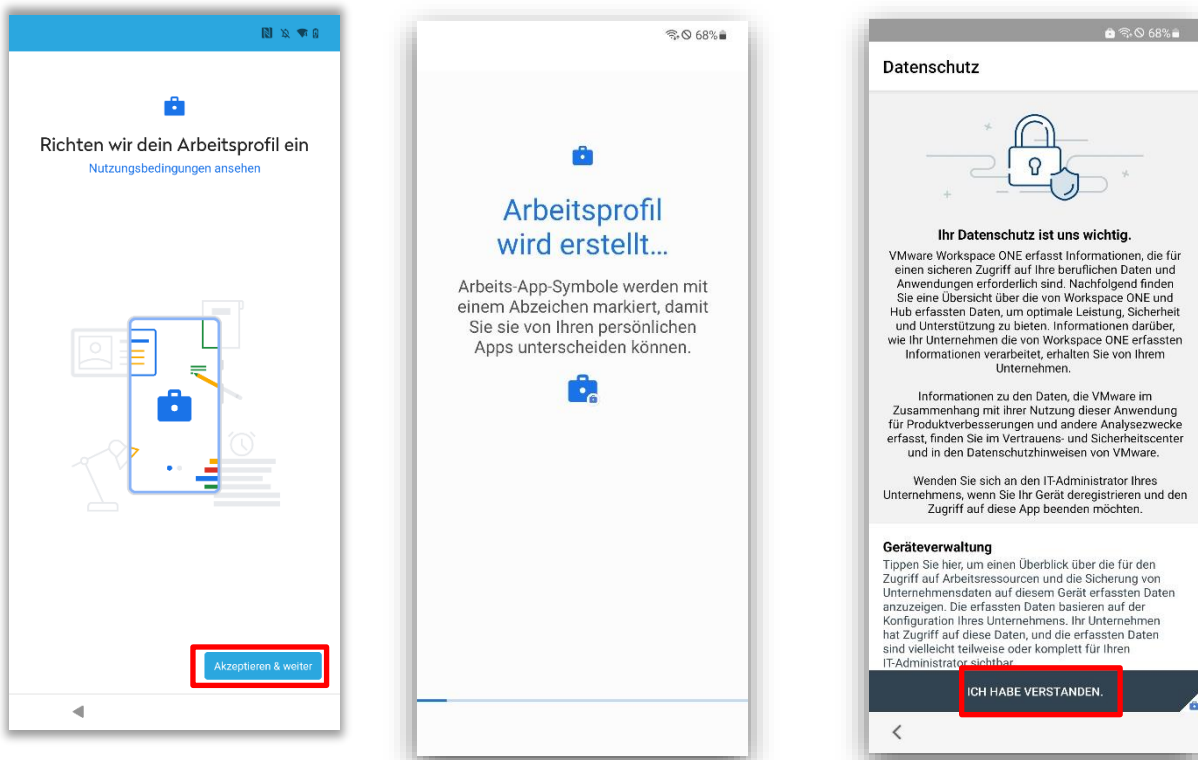 Richten wir dein Arbeitsprofil ein
Nutzungsbedingungen ansehen
Akzeptieren & weiter
68%
Arbeitsprofil
wird erstellt...
Arbeits-App-Symbole werden mit
einem Abzeichen markiert, damit
Sie sie von Ihren persönlichen
Apps unterscheiden können.
68%
Datenschutz
Ihr Datenschutz ist uns wichtig.
VMware Workspace ONE erfasst Informationen, die für
einen sicheren Zugriff auf Ihre beruflichen Daten und
Anwendungen erforderlich sind. Nachfolgend finden
Sie eine Übersicht über die von Workspace ONE und
Hub erfassten Daten, um optimale Leistung, Sicherheit
und Unterstützung zu bieten. Informationen darüber,
wie Ihr Unternehmen die von Workspace ONE erfassten
Informationen verarbeitet, erhalten Sie von Ihrem
Unternehmen.
Informationen zu den Daten, die VMware im
Zusammenhang mit ihrer Nutzung dieser Anwendung
für Produktverbesserungen und andere Analysezwecke
erfasst, finden Sie im Vertrauens- und Sicherheitscenter
und in den Datenschutzhinweisen von VMware.
Wenden Sie sich an den IT-Administrator Ihres
Unternehmens, wenn Sie Ihr Gerät deregistrieren und den
Zugriff auf diese App beenden möchten.
Geräteverwaltung
Tippen Sie hier, um einen Überblick über die für den
Zugriff auf Arbeitsressourcen und die Sicherung von
Unternehmensdaten auf diesem Gerät erfassten Daten
anzuzeigen. Die erfassten Daten basieren auf der
Konfiguration Ihres Unternehmens. Ihr Unternehmen
hat Zugriff auf diese Daten, und die erfassten Daten
sind vielleicht teilweise oder komplett für Ihren
IT-Administrator sichtbar
ICH HABE VERSTANDEN.